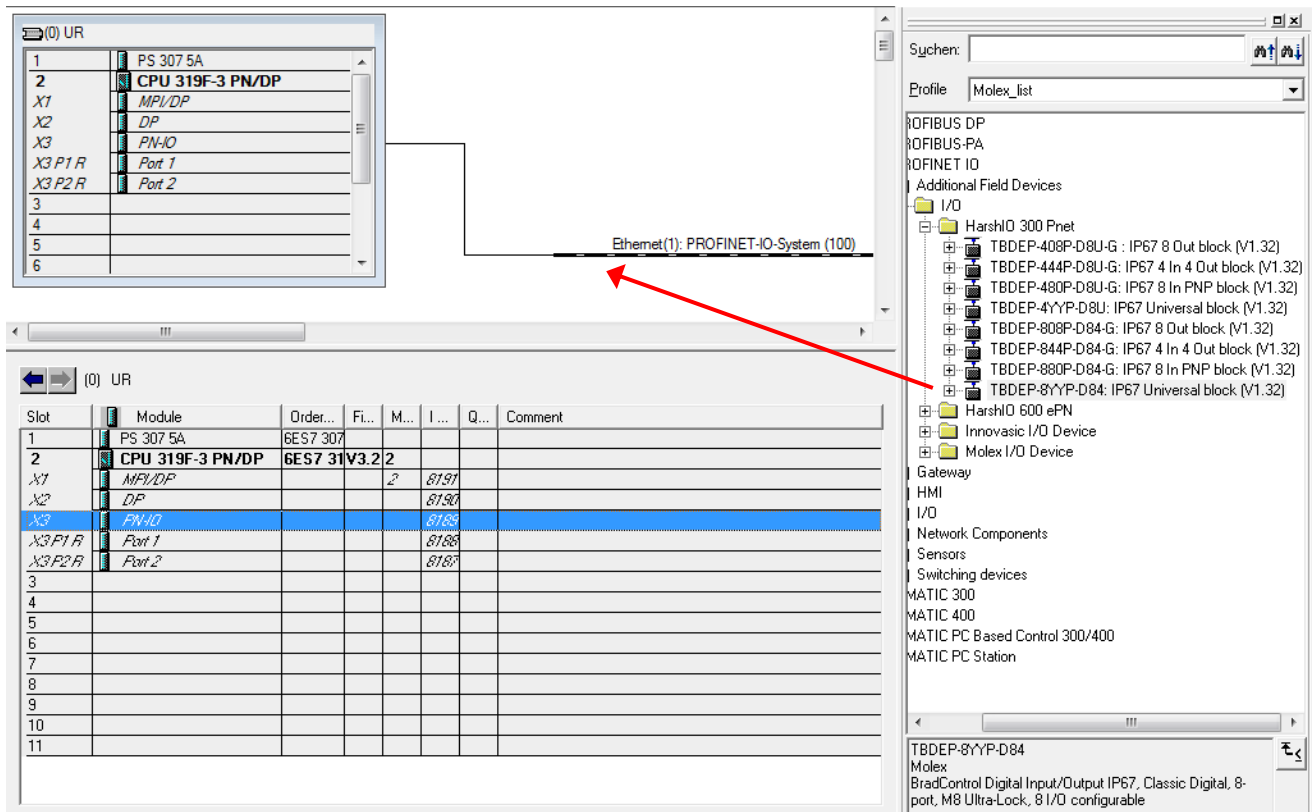 (0) UR
1 PS 307 5A
2 CPU 319F-3 PN/DP
X1 MPI/DP
X2 DP
X3 PN-IO
X3 P1 R Port 1
X3 P2 R Port 2
3
4
5
6
Ethernet(1): PROFINET-IO-System (100)
(0) UR
Slot Module Order... Fi... M... I ... Q... Comment
1 PS 307 5A 6ES7 307
2 CPU 319F-3 PN/DP 6ES7 31 V3.2 2
X1 MPI/DP 2 8191
X2 DP 8190
X3 PN-IO 8189
X3 P1 R Port 1 8188
X3 P2 R Port 2 8187
3
4
5
6
7
8
9
10
11
Suchen:
Profile Molex_list
ROFIBUS DP
ROFIBUS-PA
ROFINET IO
Additional Field Devices
I/O
HarshIO 300 Pnet
TBDEP-408P-D8U-G : IP67 8 Out block (V1.32)
TBDEP-444P-D8U-G: IP67 4 In 4 Out block (V1.32)
TBDEP-480P-D8U-G: IP67 8 In PNP block (V1.32)
TBDEP-4YYP-D8U: IP67 Universal block (V1.32)
TBDEP-808P-D84-G: IP67 8 Out block (V1.32)
TBDEP-844P-D84-G: IP67 4 In 4 Out block (V1.32)
TBDEP-880P-D84-G: IP67 8 In PNP block (V1.32)
TBDEP-8YYP-D84: IP67 Universal block (V1.32)
HarshIO 600 ePN
Innovasic I/O Device
Molex I/O Device
Gateway
HMI
I/O
Network Components
Sensors
Switching devices
MATIC 300
MATIC 400
MATIC PC Based Control 300/400
MATIC PC Station
TBDEP-8YYP-D84
Molex
BradControl Digital Input/Output IP67, Classic Digital, 8-
port, M8 Ultra-Lock, 8 I/O configurable